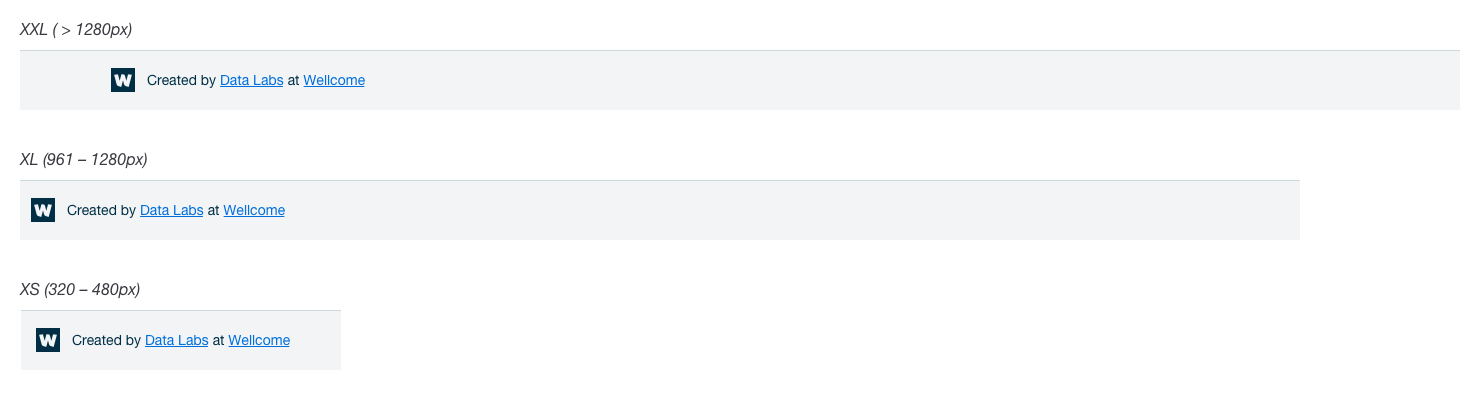 XXL ( > 1280px)
W Created by Data Labs at Wellcome
XL (961 – 1280px)
W Created by Data Labs at Wellcome
XS (320 – 480px)
W Created by Data Labs at Wellcome